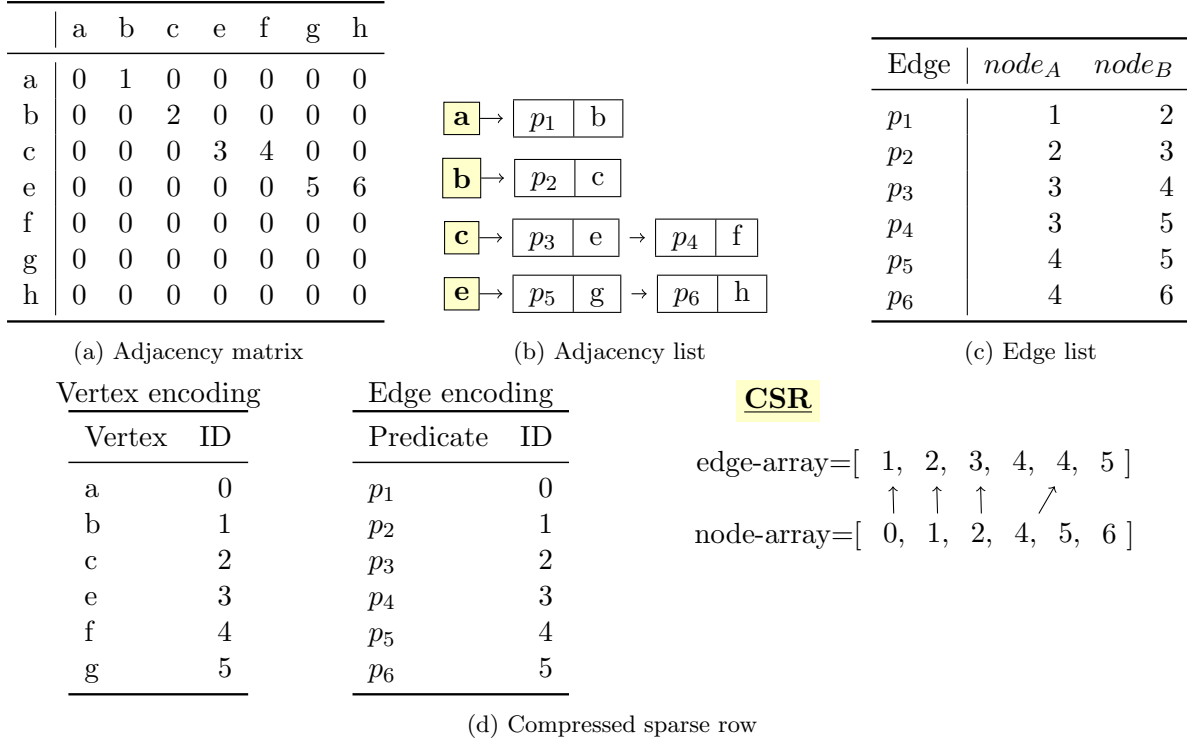 a b c e f g h
a 0 1 0 0 0 0 0
b 0 0 2 0 0 0 0
c 0 0 0 3 4 0 0
e 0 0 0 0 0 5 6
f 0 0 0 0 0 0 0
g 0 0 0 0 0 0 0
h 0 0 0 0 0 0 0
(a) Adjacency matrix
a → p₁ b
b → p₂ c
c → p₃ e → p₄ f
e → p₅ g → p₆ h
(b) Adjacency list
Edge node_A node_B
p₁ 1 2
p₂ 2 3
p₃ 3 4
p₄ 3 5
p₅ 4 5
p₆ 4 6
(c) Edge list
Vertex encoding
Vertex ID
a 0
b 1
c 2
e 3
f 4
g 5
Edge encoding
Predicate ID
p₁ 0
p₂ 1
p₃ 2
p₄ 3
p₅ 4
p₆ 5
CSR
edge-array=[ 1, 2, 3, 4, 4, 5 ]
node-array=[ 0, 1, 2, 4, 5, 6 ]
(d) Compressed sparse row